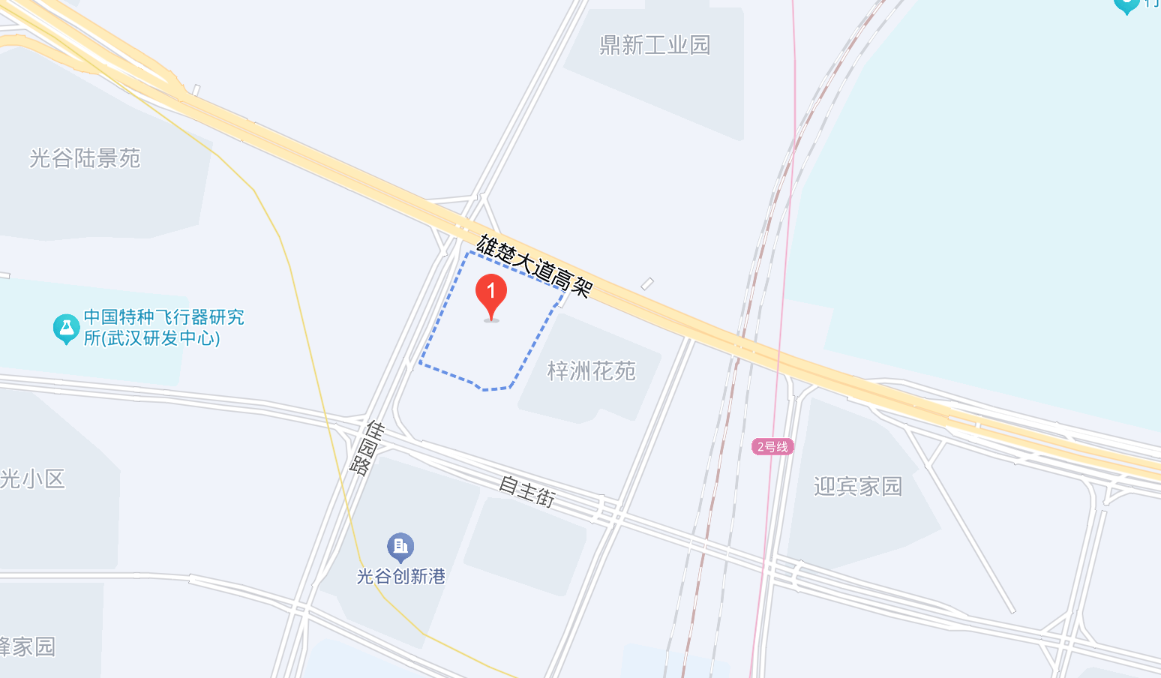 鼎新工业园
光谷陆景苑
雄楚大道高架
1
中国特种飞行器研究
所(武汉研发中心)
梓洲花苑
佳园路
2号线
光小区
自主街
迎宾家园
光谷创新港
家园